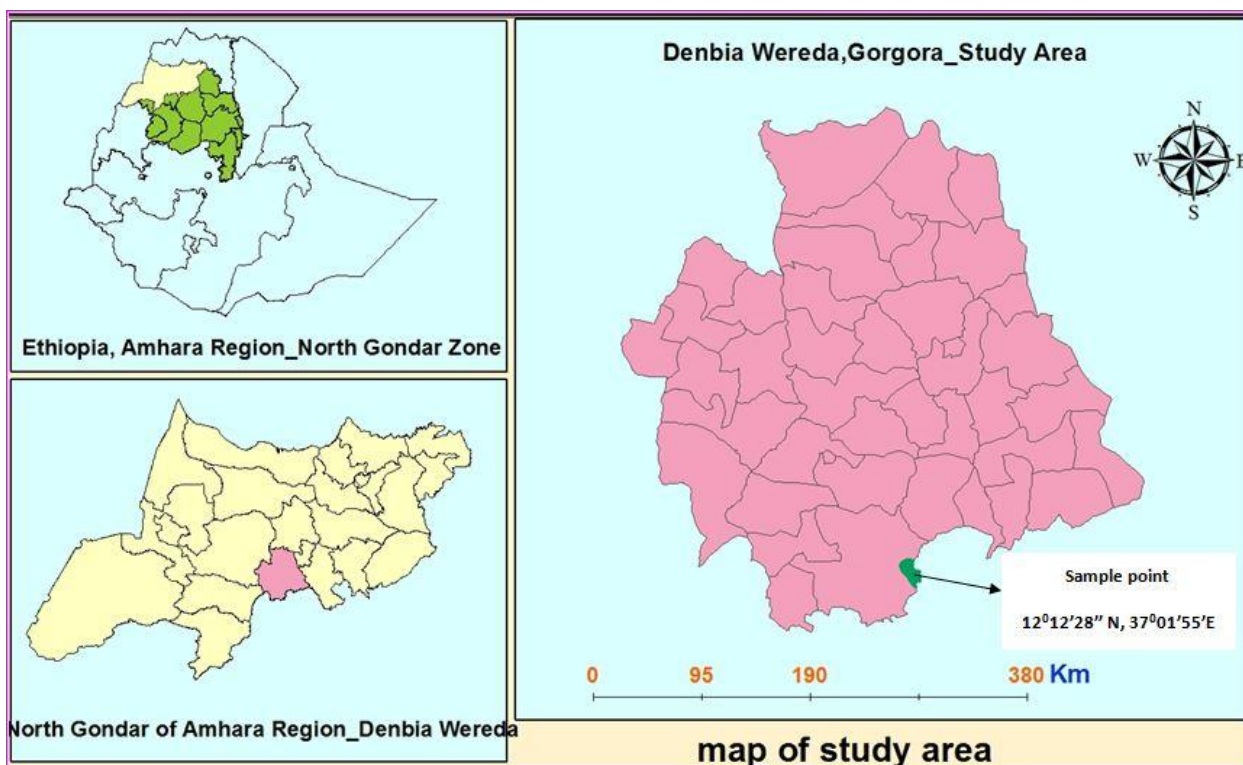 Ethiopia, Amhara Region_North Gondar Zone
North Gondar of Amhara Region_Denbia Wereda
Denbia Wereda,Gorgora_Study Area
N
W E
S
Sample point
12⁰12’28” N, 37⁰01’55’E
0 95 190 380 Km
map of study area